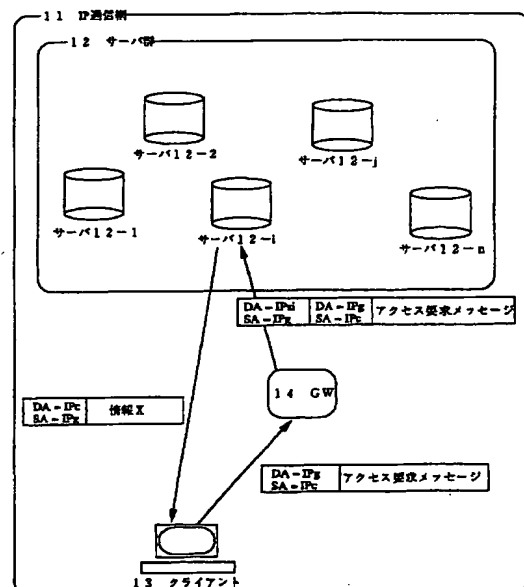 11 IP通信網
12 サーバ群
サーバ12-2
サーバ12-j
サーバ12-1
サーバ12-i
サーバ12-n
DA-IPsi DA-IPg アクセス要求メッセージ
SA-IPg SA-IPc
14 GW
DA-IPc 情報X
SA-IPg
DA-IPg アクセス要求メッセージ
SA-IPc
13 クライアント